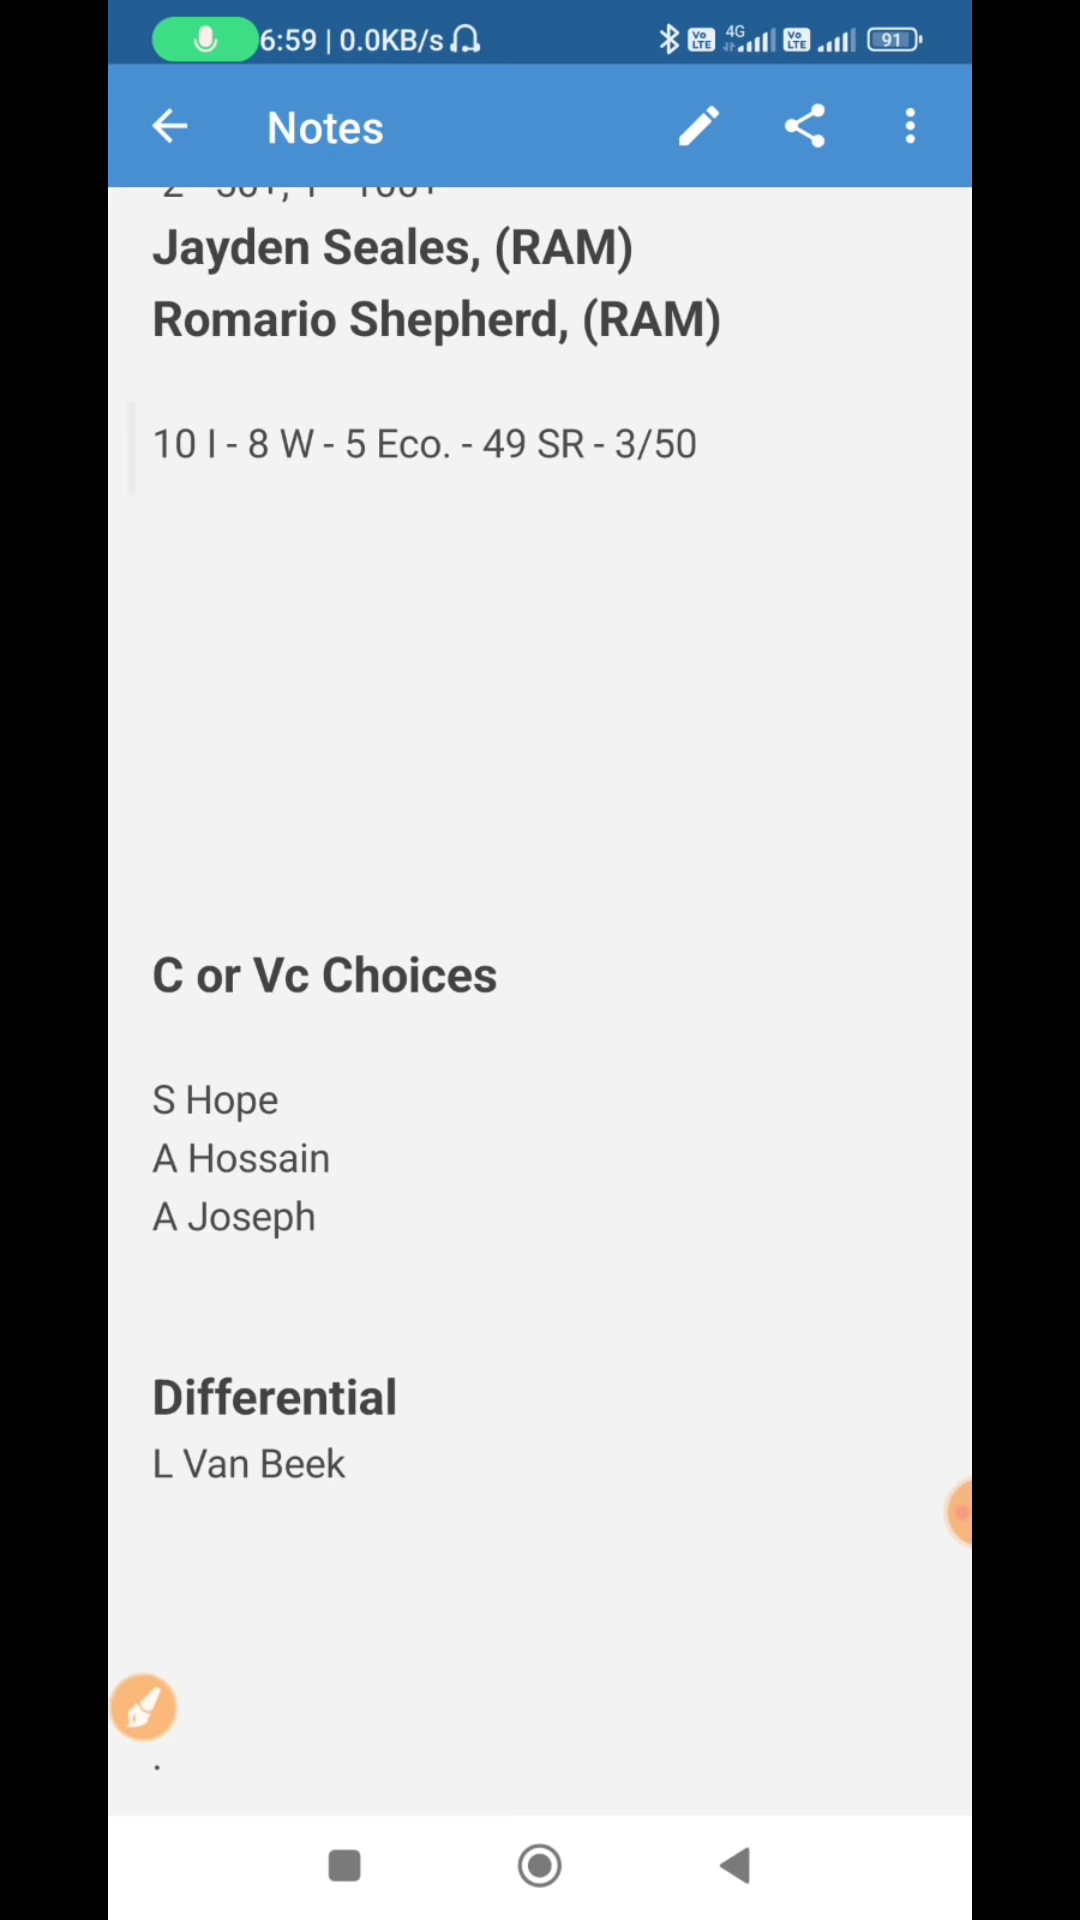 6:59 | 0.0KB/s
4G
91
Notes
Jayden Seales, (RAM)
Romario Shepherd, (RAM)
10 I - 8 W - 5 Eco. - 49 SR - 3/50
C or Vc Choices
S Hope
A Hossain
A Joseph
Differential
L Van Beek
.